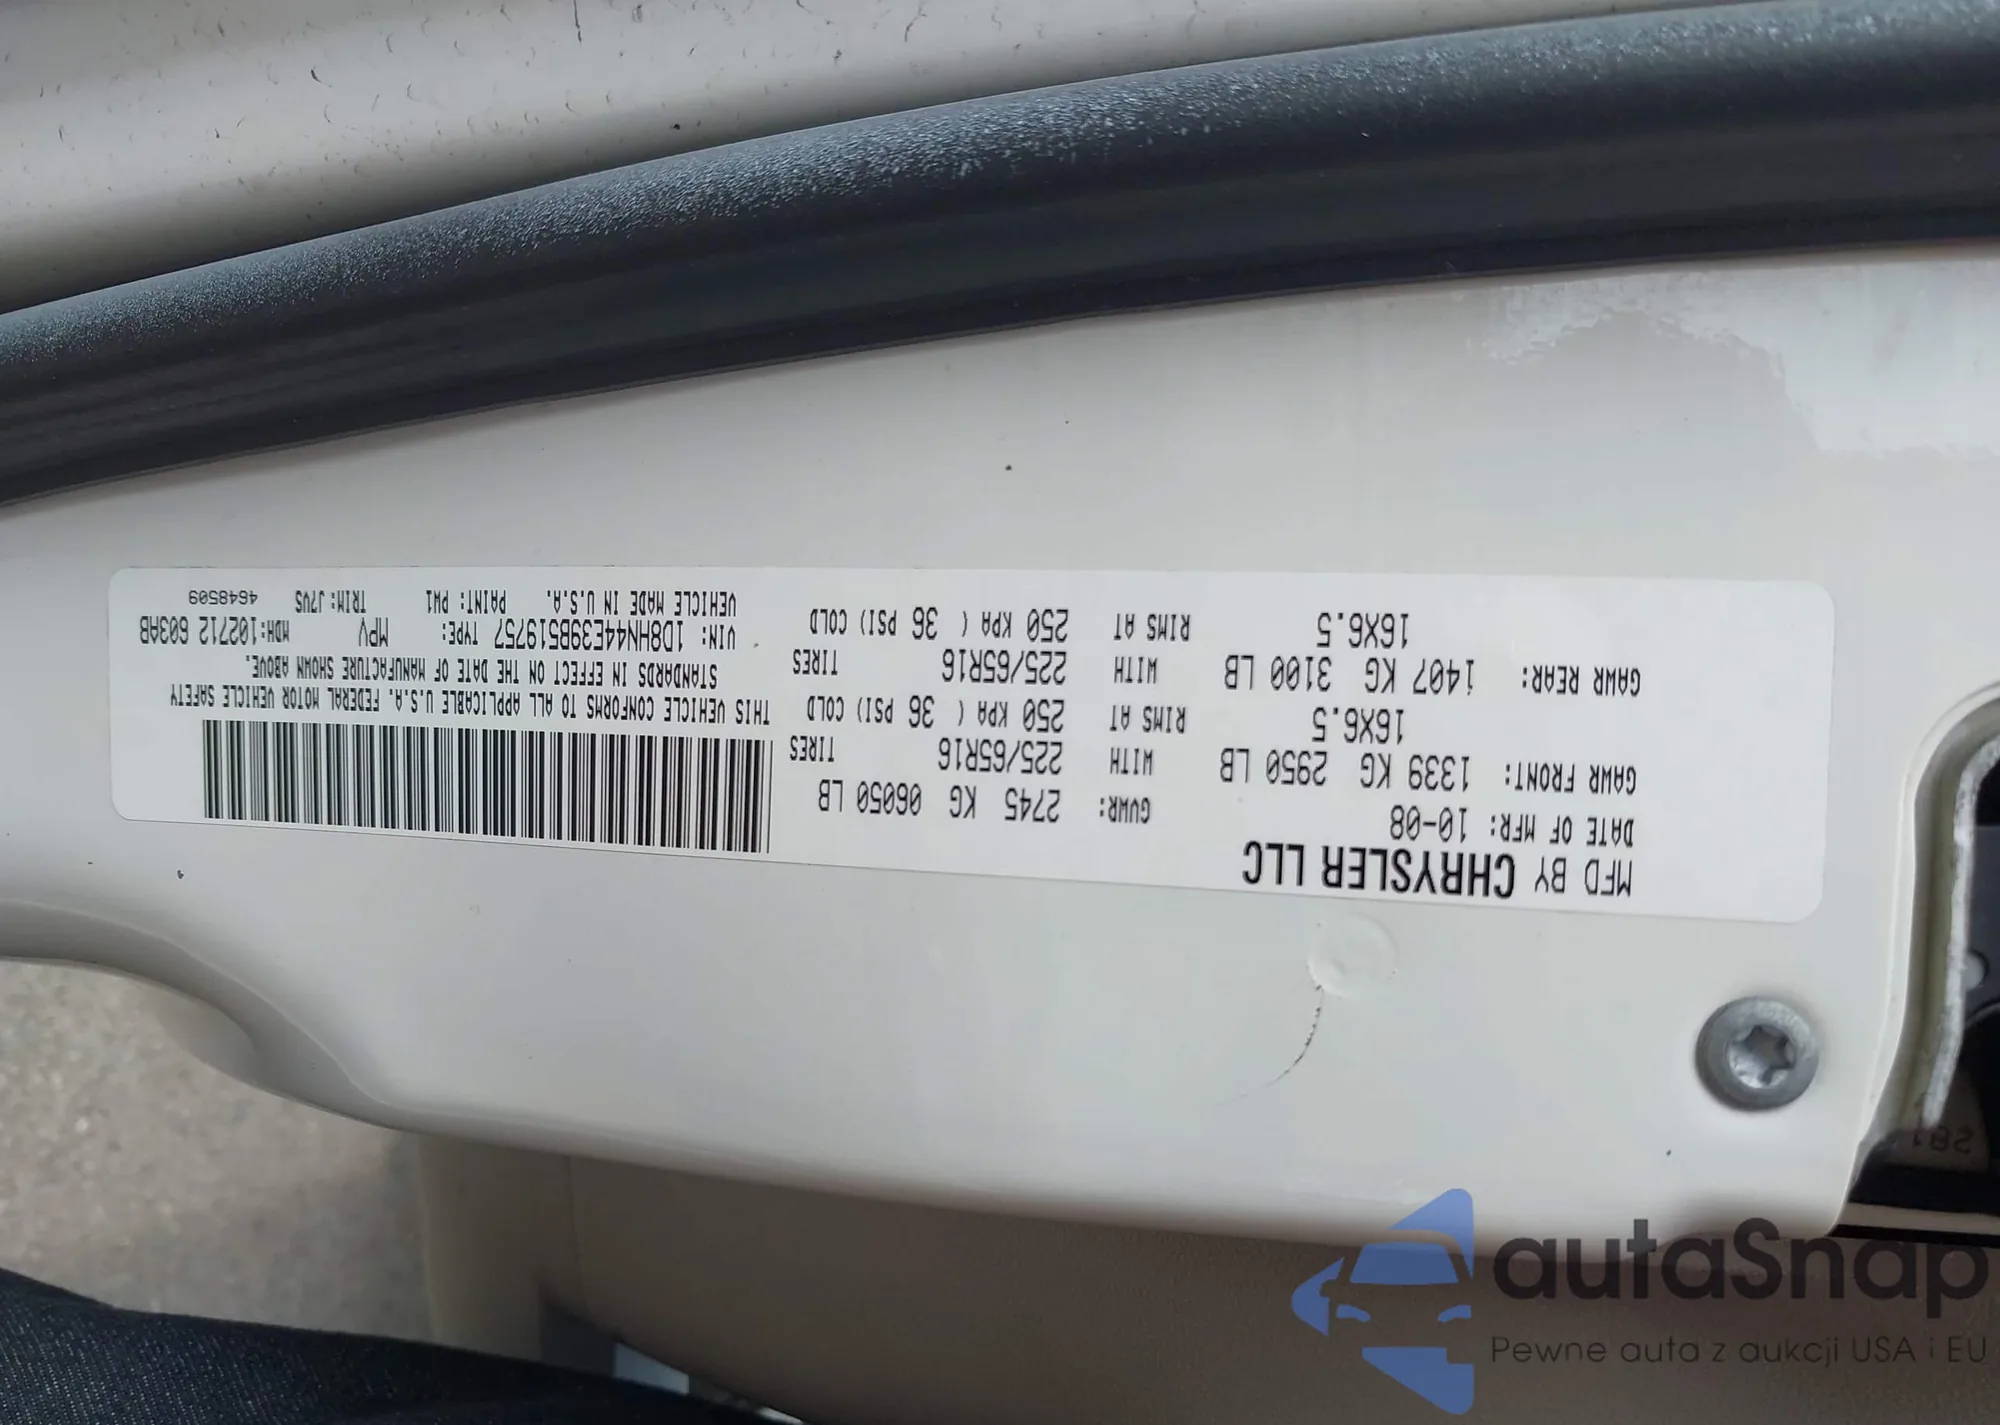 MFD BY CHRYSLER LLC
DATE OF MFR: 10-08 GVWR: 2745 KG 06050 LB
GAWR FRONT: 1339 KG 2950 LB WITH TIRES
225/65R16
16X6.5 RIMS AT 250 KPA ( 36 PSI) COLD
GAWR REAR: 1407 KG 3100 LB WITH TIRES
225/65R16
16X6.5 RIMS AT 250 KPA ( 36 PSI) COLD
THIS VEHICLE CONFORMS TO ALL APPLICABLE U.S.A. FEDERAL MOTOR VEHICLE SAFETY
STANDARDS IN EFFECT ON THE DATE OF MANUFACTURE SHOWN ABOVE.
VIN: 1D8HN44E39B519757 TYPE: MPV MDH:102712 603AB
VEHICLE MADE IN U.S.A. PAINT: PW1 TRIM:J7VS 4648509
autaSnap
Pewne auta z aukcji USA i EU